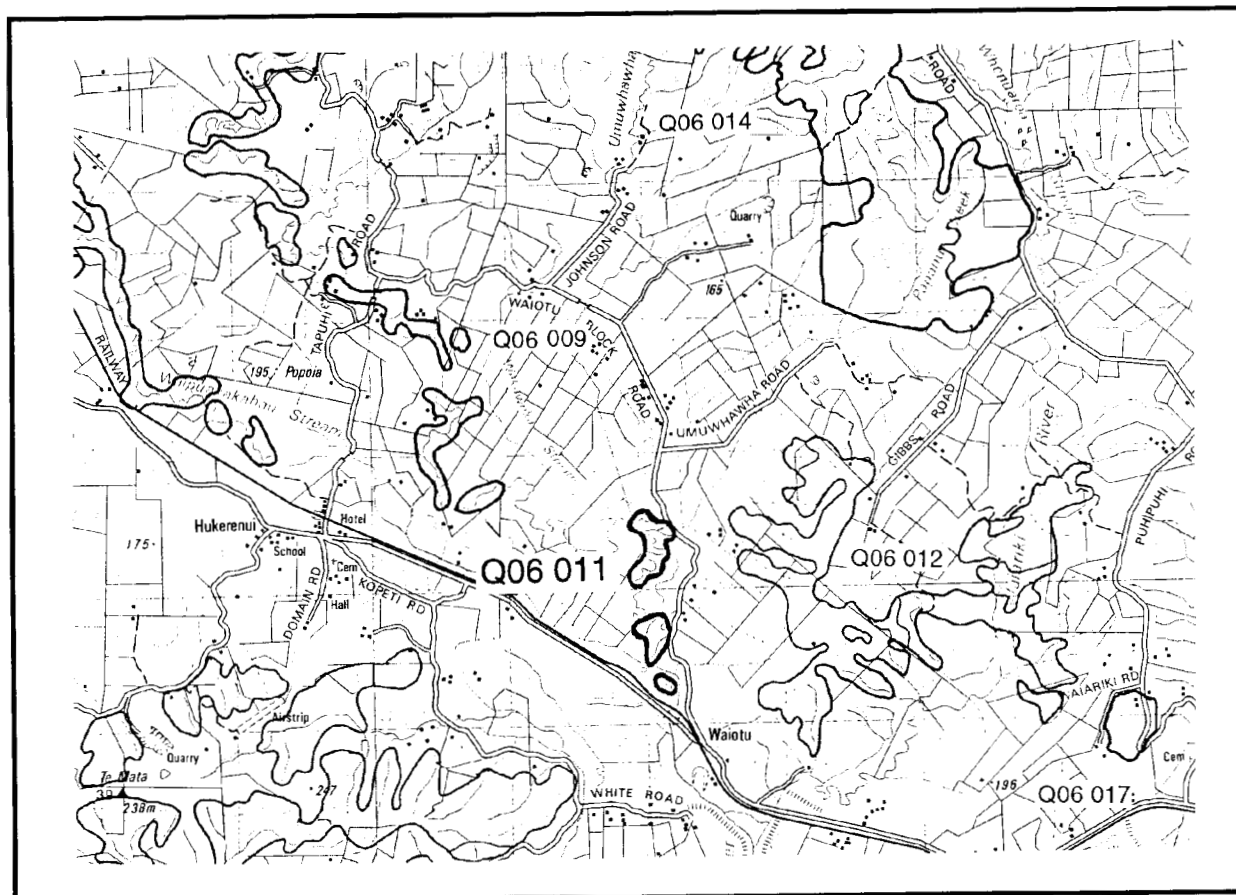 Umuwhawha
ROAD
Q06 014
ROAD
Quarry
JOHNSON ROAD
165
WAIOTU
BLOCK
ROAD
Q06 009
TAPUHI
RAILWAY
195
Popoia
Stream
UMUWHAWHA ROAD
GIBBS ROAD
River
PUHIPUHI
Hukerenui
Hotel
175
School
Q06 011
Q06 012
Cem
KOPETI RD
Hall
DOMAIN RD
AIARIKI RD
Airstrip
Waiotu
Quarry
Cem
Te Mata
238m
247
WHITE ROAD
196
Q06 017